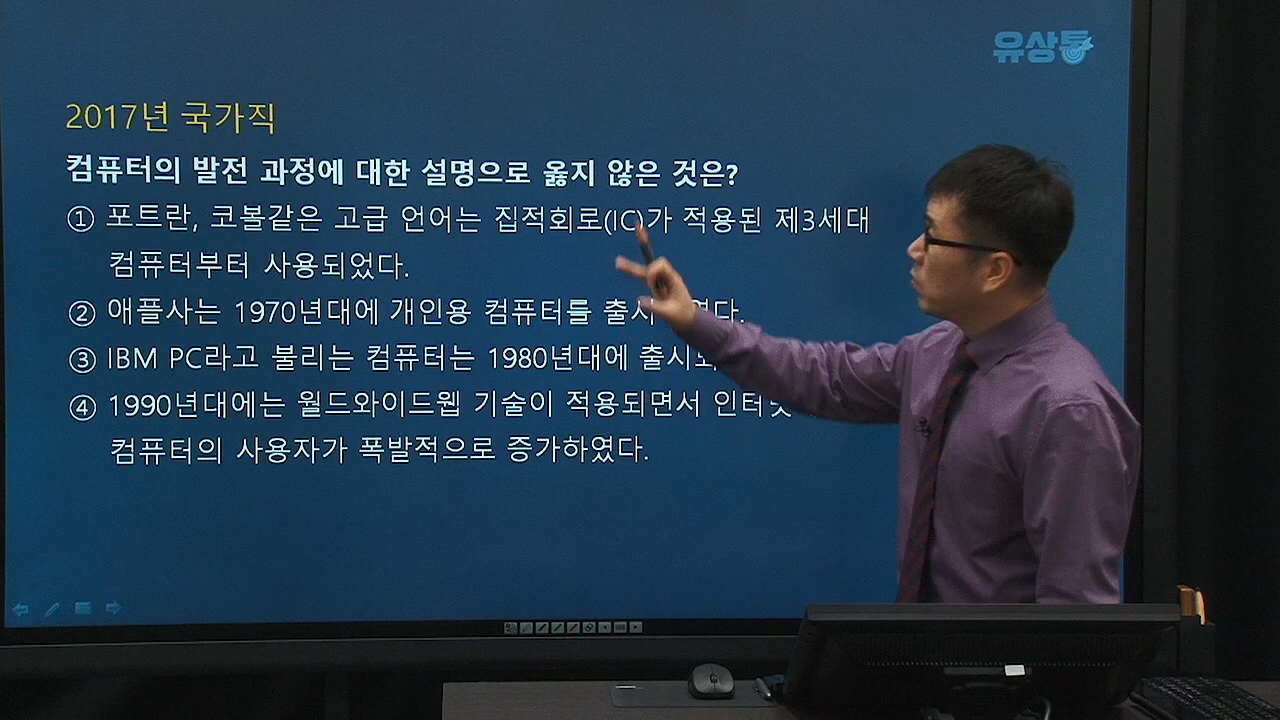 유상통
2017년 국가직
컴퓨터의 발전 과정에 대한 설명으로 옳지 않은 것은?
① 포트란, 코볼같은 고급 언어는 집적회로(IC)가 적용된 제3세대
컴퓨터부터 사용되었다.
② 애플사는 1970년대에 개인용 컴퓨터를
③ IBM PC라고 불리는 컴퓨터는 1980년대에
④ 1990년대에는 월드와이드웹 기술이 적용되면서
컴퓨터의 사용자가 폭발적으로 증가하였다.